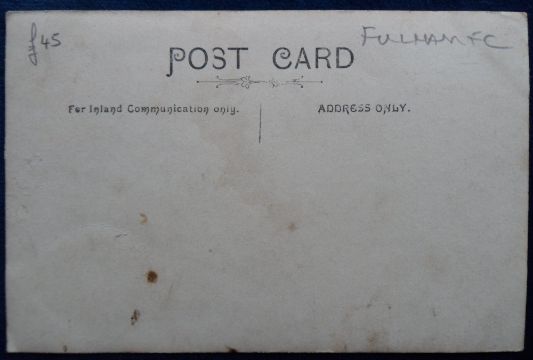 £45
FULHAM FC
POST CARD
For Inland Communication only.
ADDRESS ONLY.